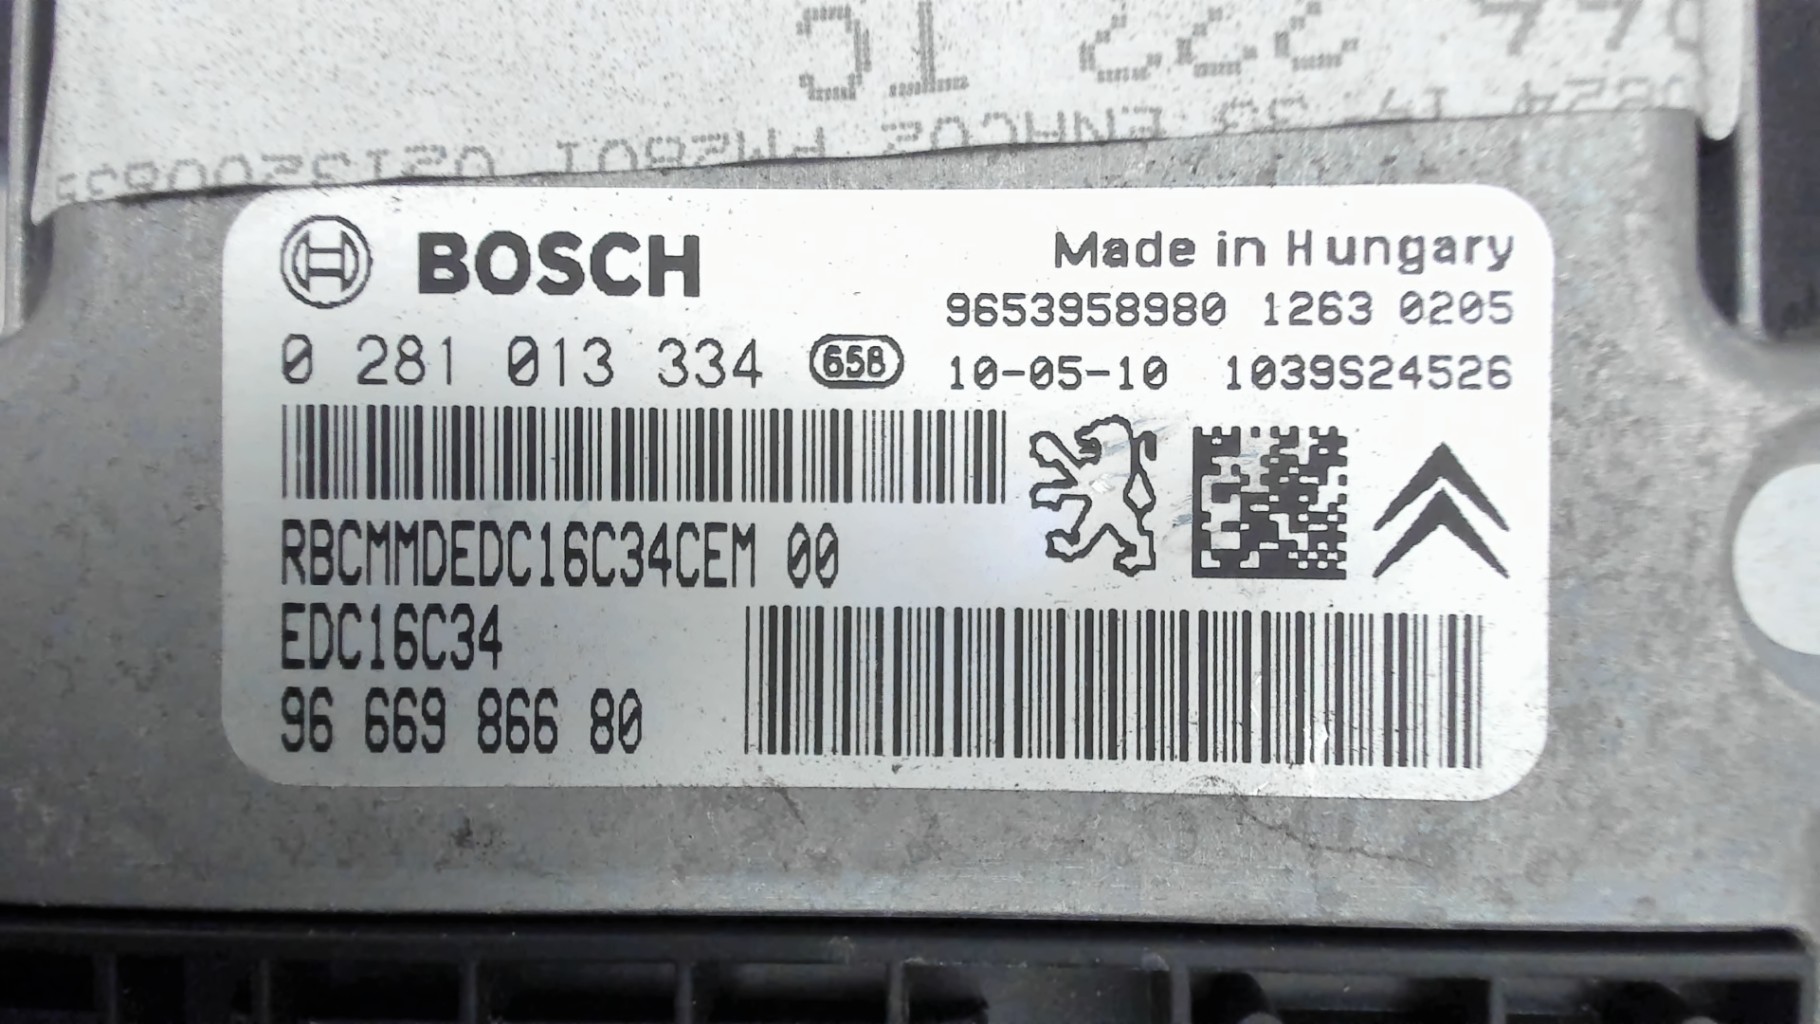 BOSCH
Made in Hungary
9653958980 1263 0205
0 281 013 334 658
10-05-10 1039S24526
RBCMMDEDC16C34CEM 00
EDC16C34
96 669 866 80